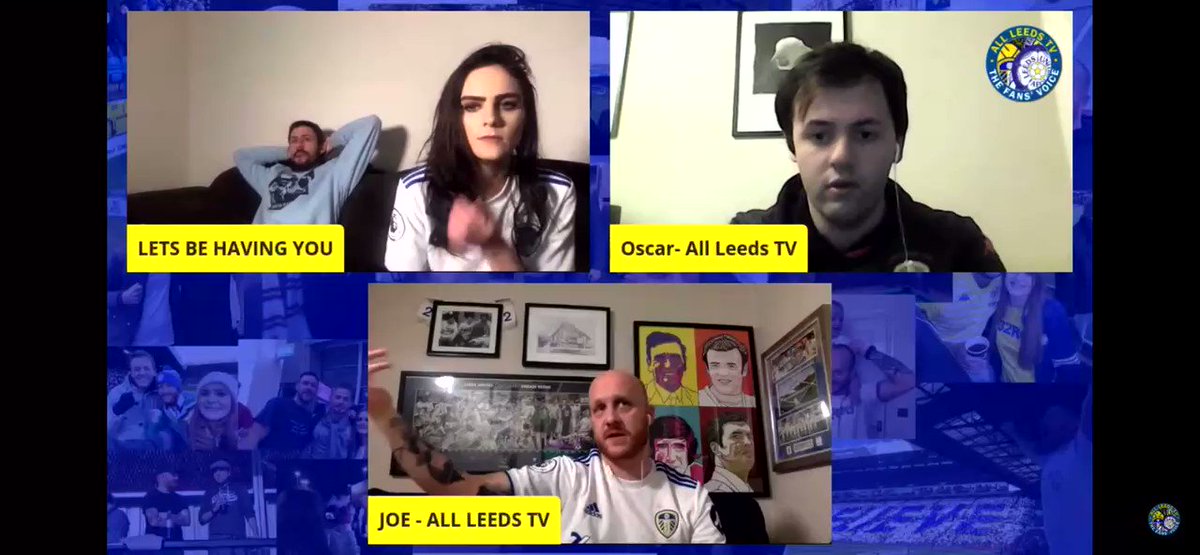 ALL LEEDS TV
THE FANS' VOICE
LETS BE HAVING YOU
Oscar- All Leeds TV
JOE - ALL LEEDS TV